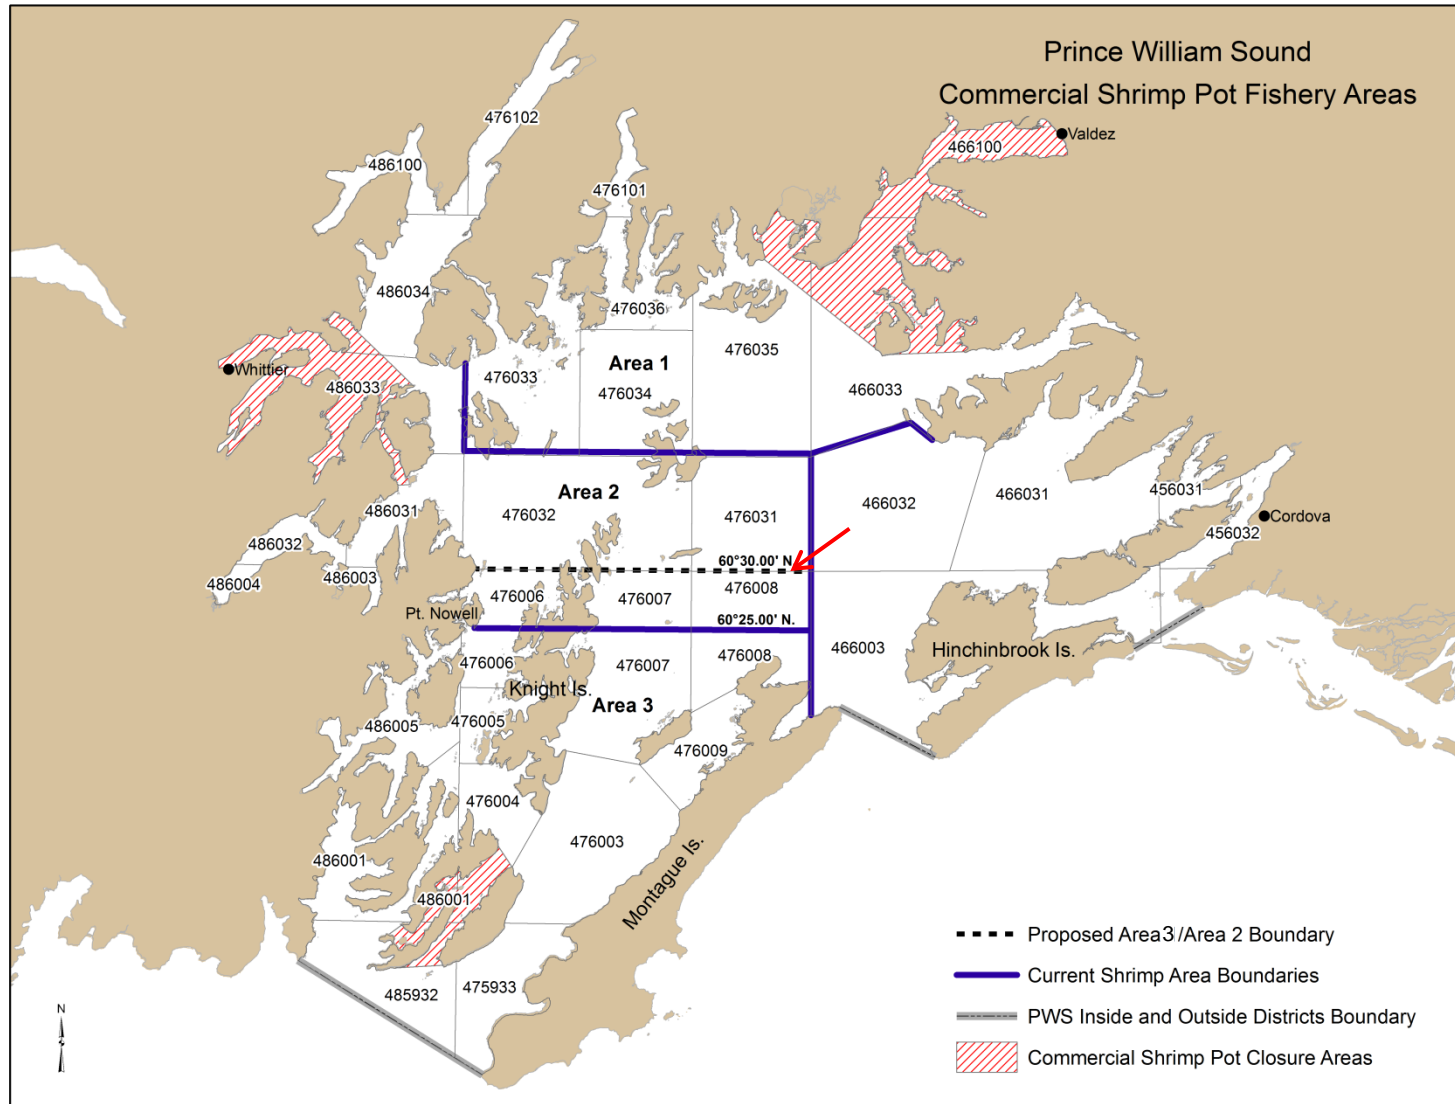 Prince William Sound
Commercial Shrimp Pot Fishery Areas
476102
Valdez
466100
486100
476101
486034
476036
476035
Area 1
Whittier
476033
486033
476034
466033
Area 2
476032
476031
466032
466031
456031
486031
Cordova
456032
486032
60°30.00' N
486004
486003
476006
476007
476008
Pt. Nowell
60°25.00' N.
466003
Hinchinbrook Is.
476006
476007
476008
Knight Is.
Area 3
476005
486005
476009
476004
476003
486001
486001
Montague Is.
Proposed Area3/Area 2 Boundary
Current Shrimp Area Boundaries
485932
475933
PWS Inside and Outside Districts Boundary
N
S
Commercial Shrimp Pot Closure Areas